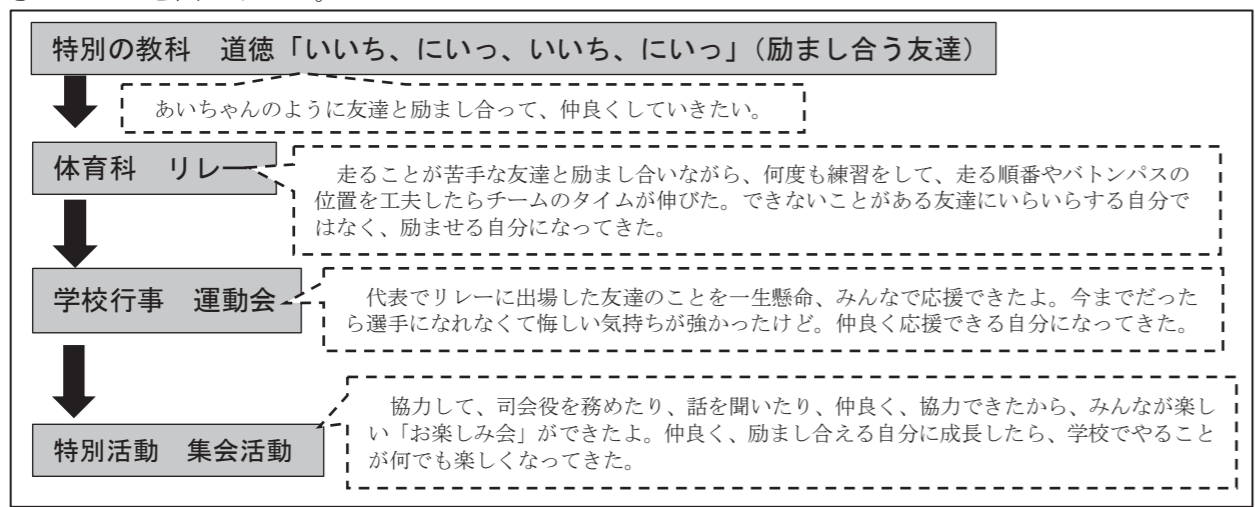 特別の教科　道徳「いいち、にいっ、いいち、にいっ」（励まし合う友達）
あいちゃんのように友達と励まし合って、仲良くしていきたい。
体育科　リレー
走ることが苦手な友達と励まし合いながら、何度も練習をして、走る順番やバトンパスの
位置を工夫したらチームのタイムが伸びた。できないことがある友達にいらいらする自分で
はなく、励ませる自分になってきた。
学校行事　運動会
代表でリレーに出場した友達のことを一生懸命、みんなで応援できたよ。今までだった
ら選手になれなくて悔しい気持ちが強かったけど。仲良く応援できる自分になってきた。
特別活動　集会活動
協力して、司会役を務めたり、話を聞いたり、仲良く、協力できたから、みんなが楽し
い「お楽しみ会」ができたよ。仲良く、励まし合える自分に成長したら、学校でやること
が何でも楽しくなってきた。